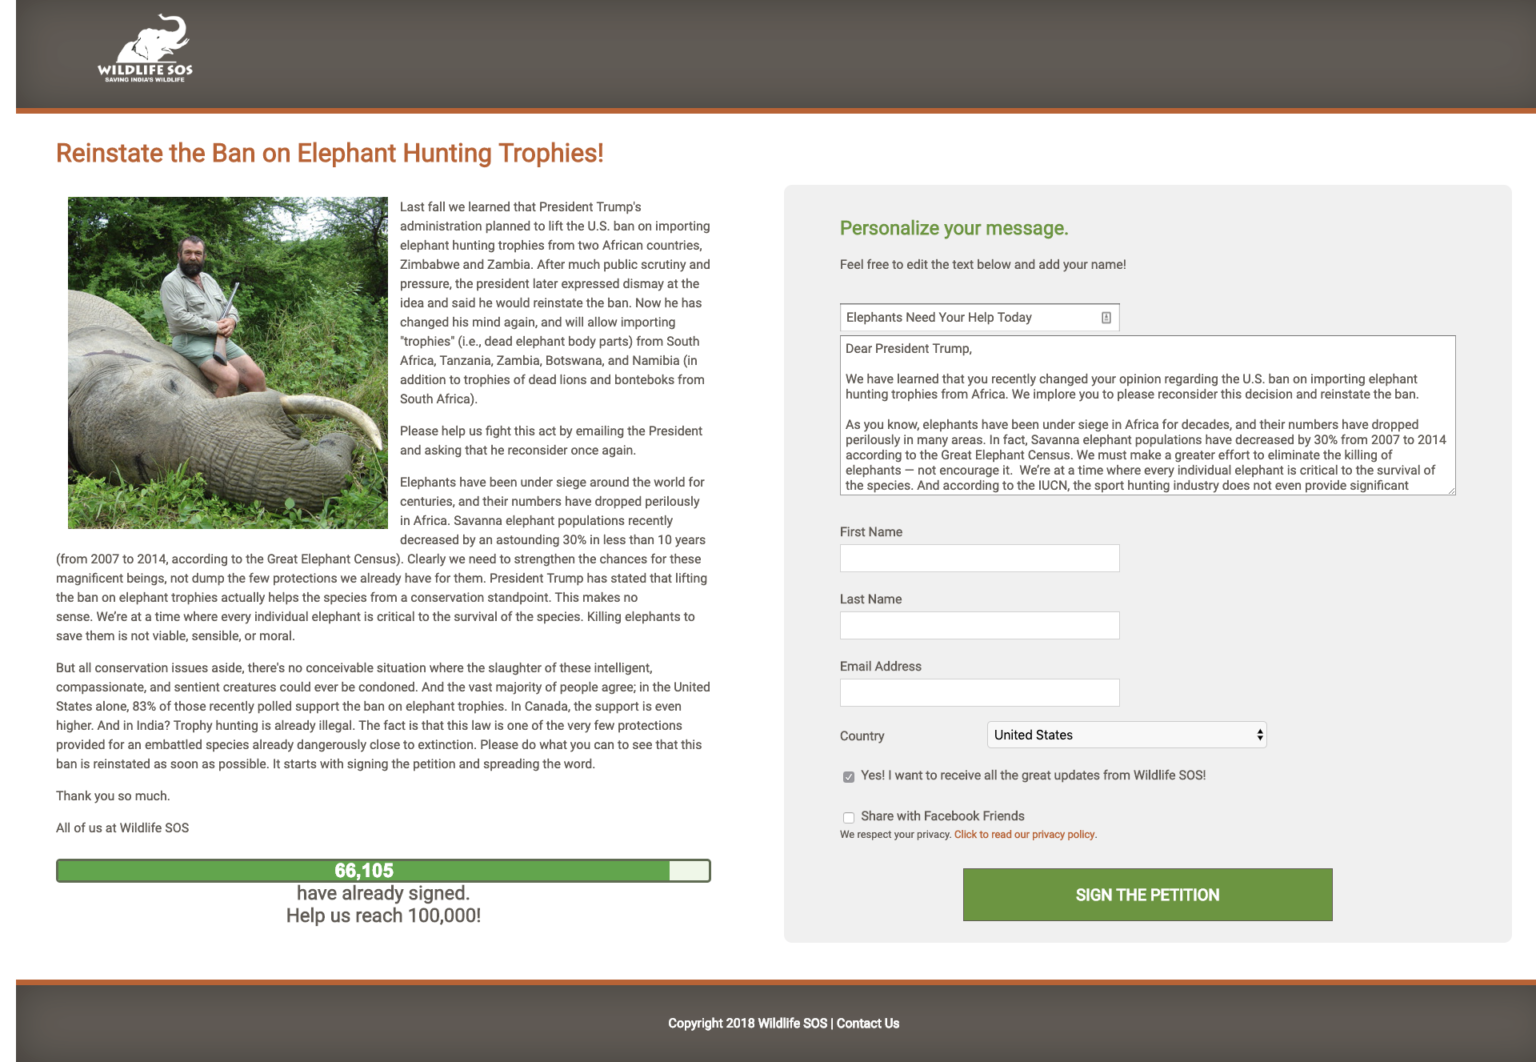 WILDLIFE SOS
SAVING INDIA'S WILDLIFE
Reinstate the Ban on Elephant Hunting Trophies!
Last fall we learned that President Trump's
administration planned to lift the U.S. ban on importing
elephant hunting trophies from two African countries,
Zimbabwe and Zambia. After much public scrutiny and
pressure, the president later expressed dismay at the
idea and said he would reinstate the ban. Now he has
changed his mind again, and will allow importing
"trophies" (i.e., dead elephant body parts) from South
Africa, Tanzania, Zambia, Botswana, and Namibia (in
addition to trophies of dead lions and bonteboks from
South Africa).
Please help us fight this act by emailing the President
and asking that he reconsider once again.
Elephants have been under siege around the world for
centuries, and their numbers have dropped perilously
in Africa. Savanna elephant populations recently
decreased by an astounding 30% in less than 10 years
(from 2007 to 2014, according to the Great Elephant Census). Clearly we need to strengthen the chances for these
magnificent beings, not dump the few protections we already have for them. President Trump has stated that lifting
the ban on elephant trophies actually helps the species from a conservation standpoint. This makes no
sense. We're at a time where every individual elephant is critical to the survival of the species. Killing elephants to
save them is not viable, sensible, or moral.
But all conservation issues aside, there's no conceivable situation where the slaughter of these intelligent,
compassionate, and sentient creatures could ever be condoned. And the vast majority of people agree; in the United
States alone, 83% of those recently polled support the ban on elephant trophies. In Canada, the support is even
higher. And in India? Trophy hunting is already illegal. The fact is that this law is one of the very few protections
provided for an embattled species already dangerously close to extinction. Please do what you can to see that this
ban is reinstated as soon as possible. It starts with signing the petition and spreading the word.
Thank you so much.
All of us at Wildlife SOS
66,105
have already signed.
Help us reach 100,000!
Personalize your message.
Feel free to edit the text below and add your name!
Elephants Need Your Help Today
Dear President Trump,
We have learned that you recently changed your opinion regarding the U.S. ban on importing elephant
hunting trophies from Africa. We implore you to please reconsider this decision and reinstate the ban.
As you know, elephants have been under siege in Africa for decades, and their numbers have dropped
perilously in many areas. In fact, Savanna elephant populations have decreased by 30% from 2007 to 2014
according to the Great Elephant Census. We must make a greater effort to eliminate the killing of
elephants — not encourage it.  We're at a time where every individual elephant is critical to the survival of
the species. And according to the IUCN, the sport hunting industry does not even provide significant
First Name
Last Name
Email Address
Country
United States
Yes! I want to receive all the great updates from Wildlife SOS!
Share with Facebook Friends
We respect your privacy. Click to read our privacy policy.
SIGN THE PETITION
Copyright 2018 Wildlife SOS | Contact Us